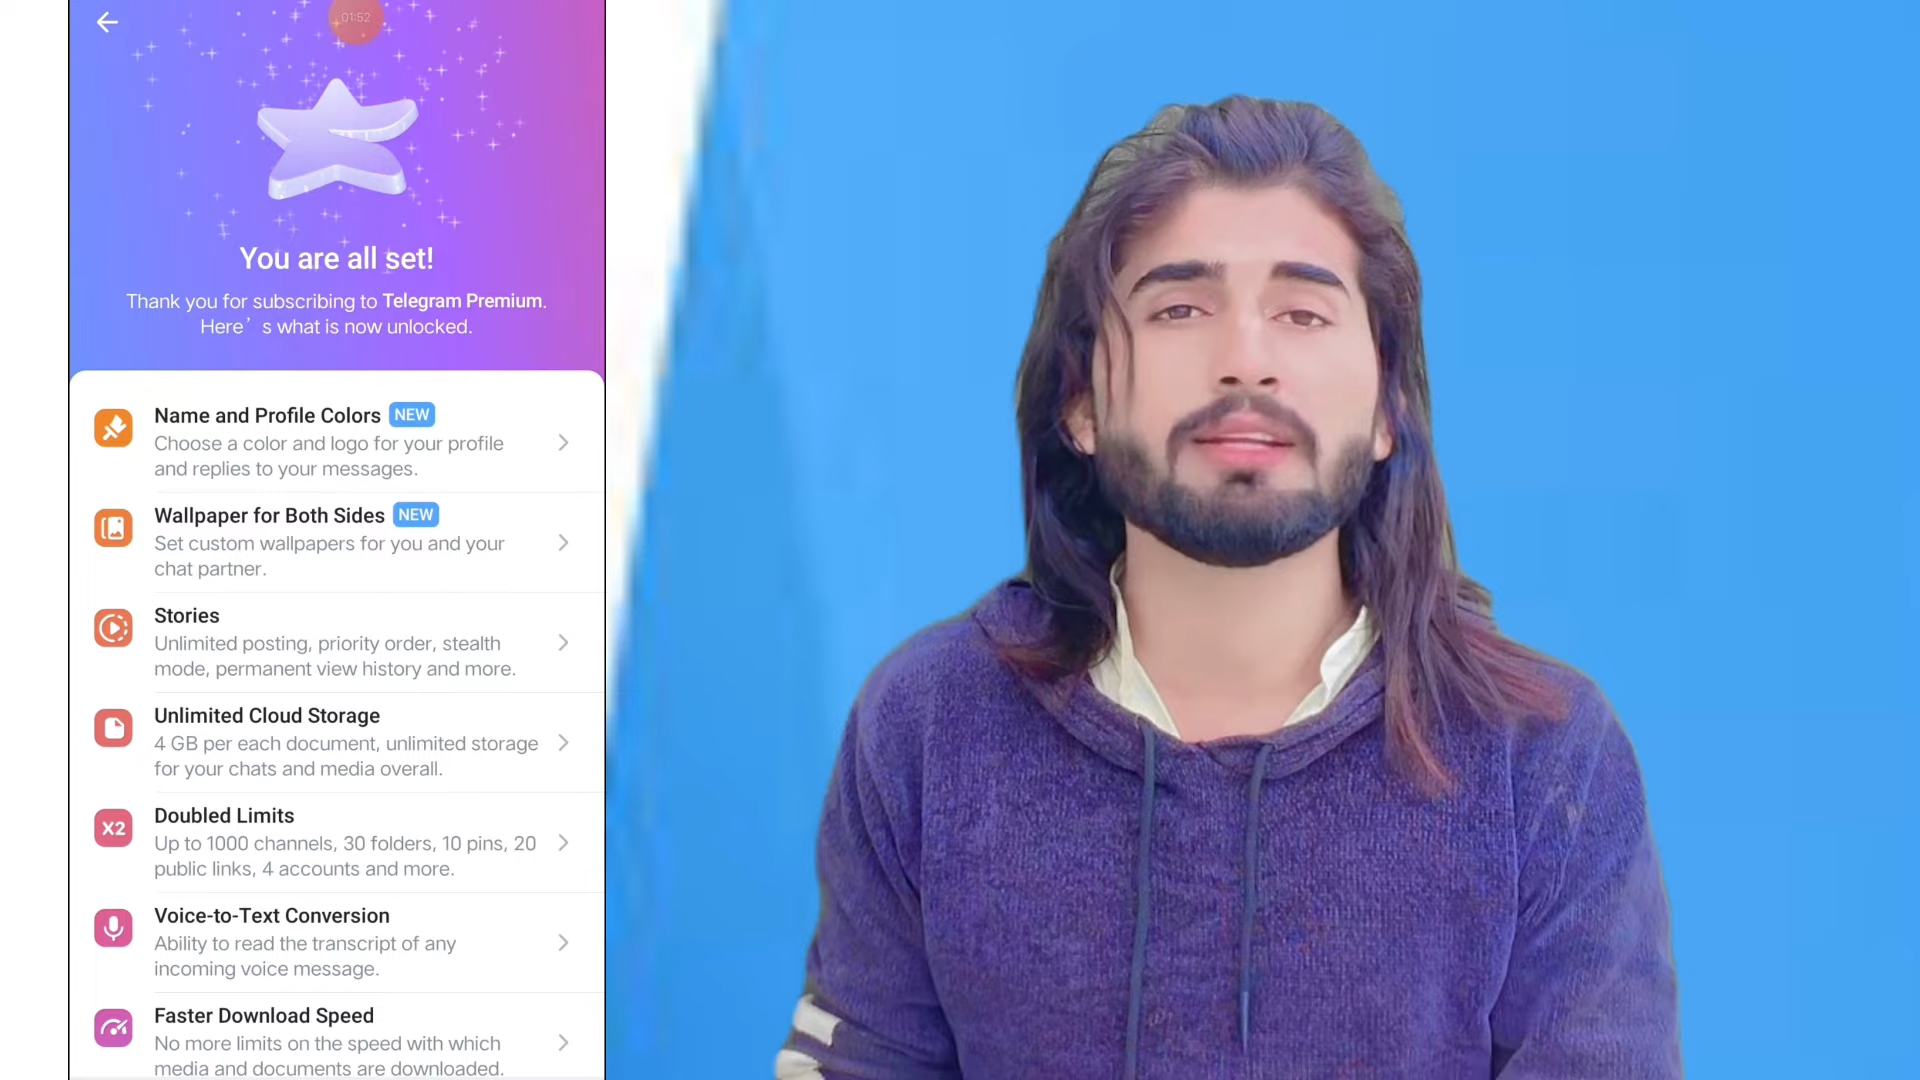 01:52
You are all set!
Thank you for subscribing to Telegram Premium.
Here’ s what is now unlocked.
Name and Profile Colors NEW
Choose a color and logo for your profile
and replies to your messages.
Wallpaper for Both Sides NEW
Set custom wallpapers for you and your
chat partner.
Stories
Unlimited posting, priority order, stealth
mode, permanent view history and more.
Unlimited Cloud Storage
4 GB per each document, unlimited storage
for your chats and media overall.
X2
Doubled Limits
Up to 1000 channels, 30 folders, 10 pins, 20
public links, 4 accounts and more.
Voice-to-Text Conversion
Ability to read the transcript of any
incoming voice message.
Faster Download Speed
No more limits on the speed with which
media and documents are downloaded.